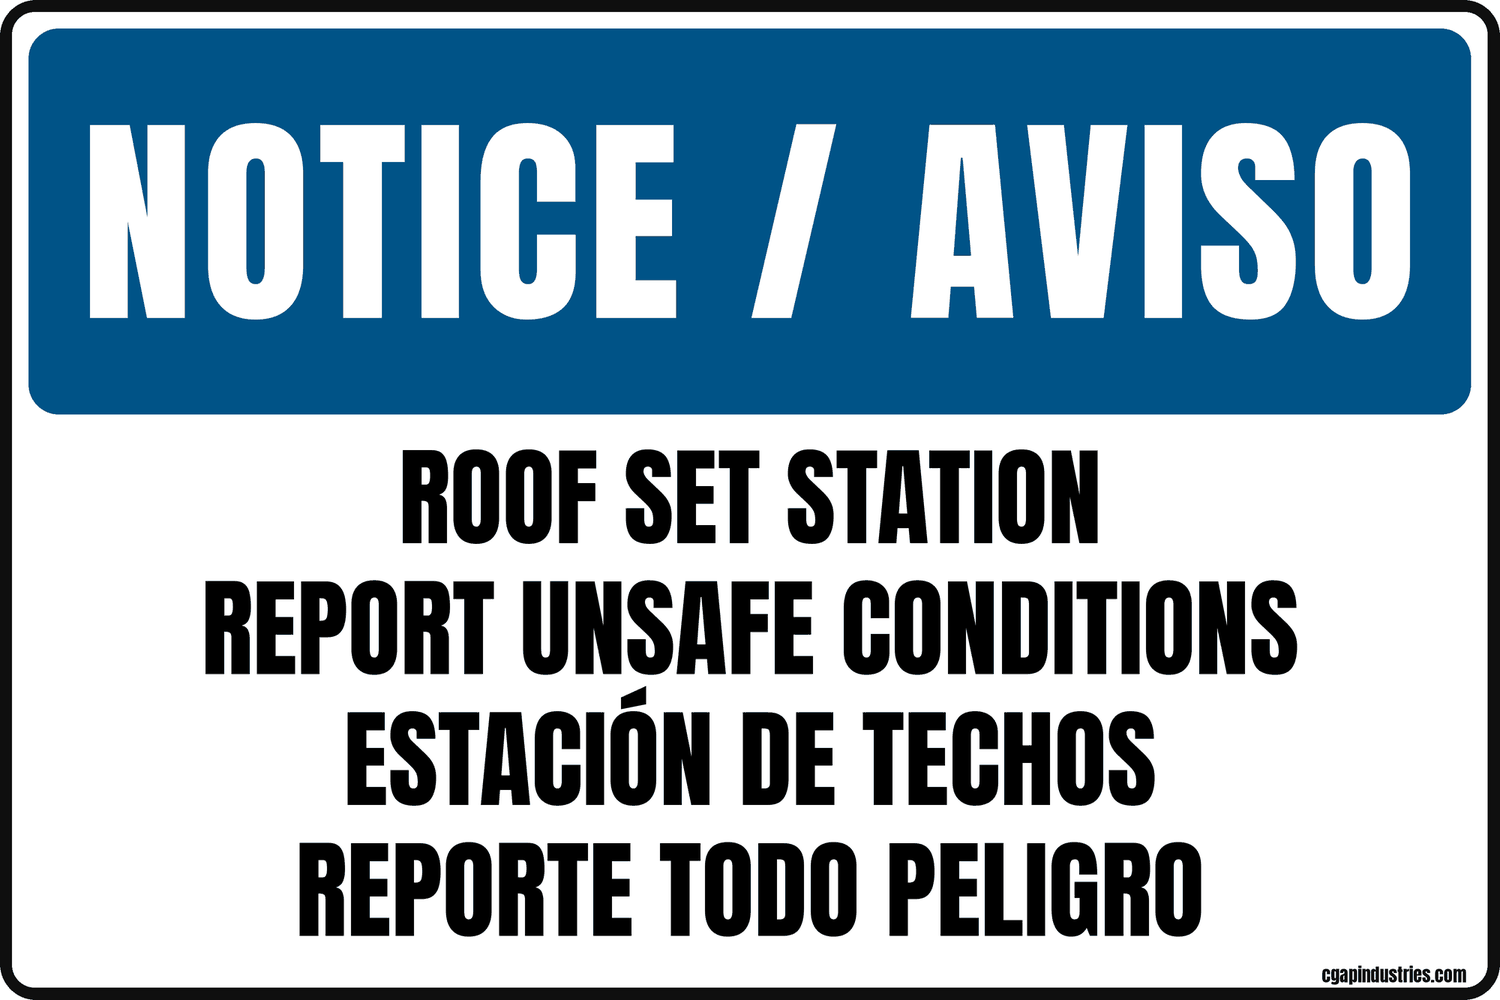 NOTICE / AVISO
ROOF SET STATION
REPORT UNSAFE CONDITIONS
ESTACIÓN DE TECHOS
REPORTE TODO PELIGRO
cgapindustries.com